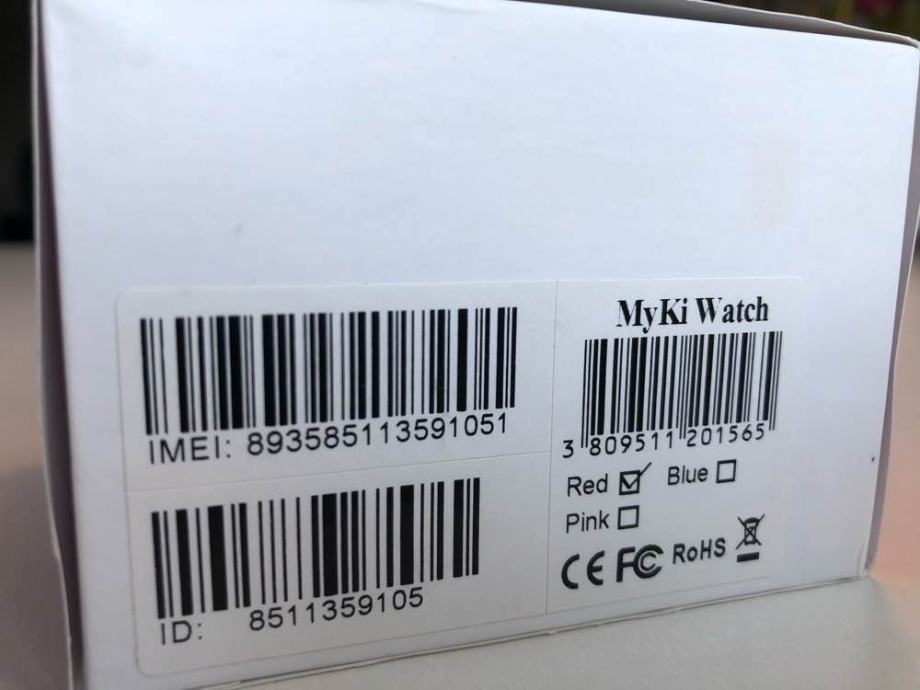 IMEI: 893585113591051
ID: 8511359105
MyKi Watch
3 809511 201565
Red ☑ Blue ☐
Pink ☐
CE FC RoHS